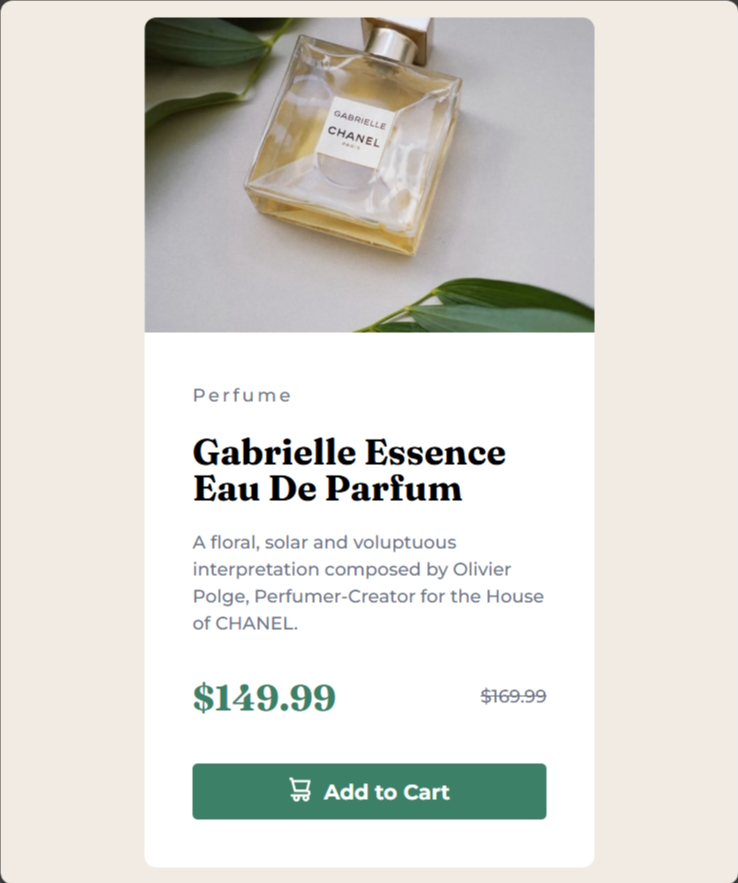 GABRIELLE
CHANEL
PARIS
Perfume
Gabrielle Essence
Eau De Parfum
A floral, solar and voluptuous
interpretation composed by Olivier
Polge, Perfumer-Creator for the House
of CHANEL.
$149.99 $169.99
Add to Cart